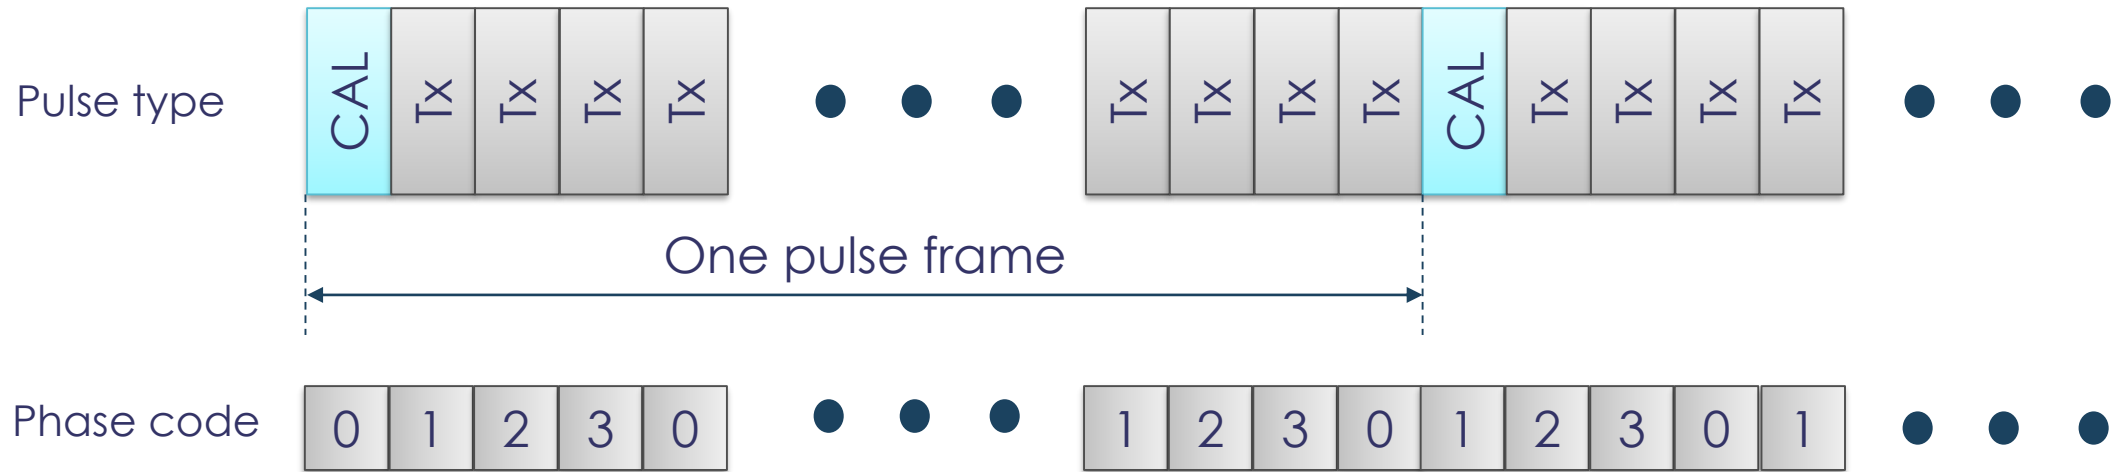 Pulse type CAL Tx Tx Tx Tx Tx Tx Tx Tx CAL Tx Tx Tx Tx
One pulse frame
Phase code 0 1 2 3 0 1 2 3 0 1 2 3 0 1